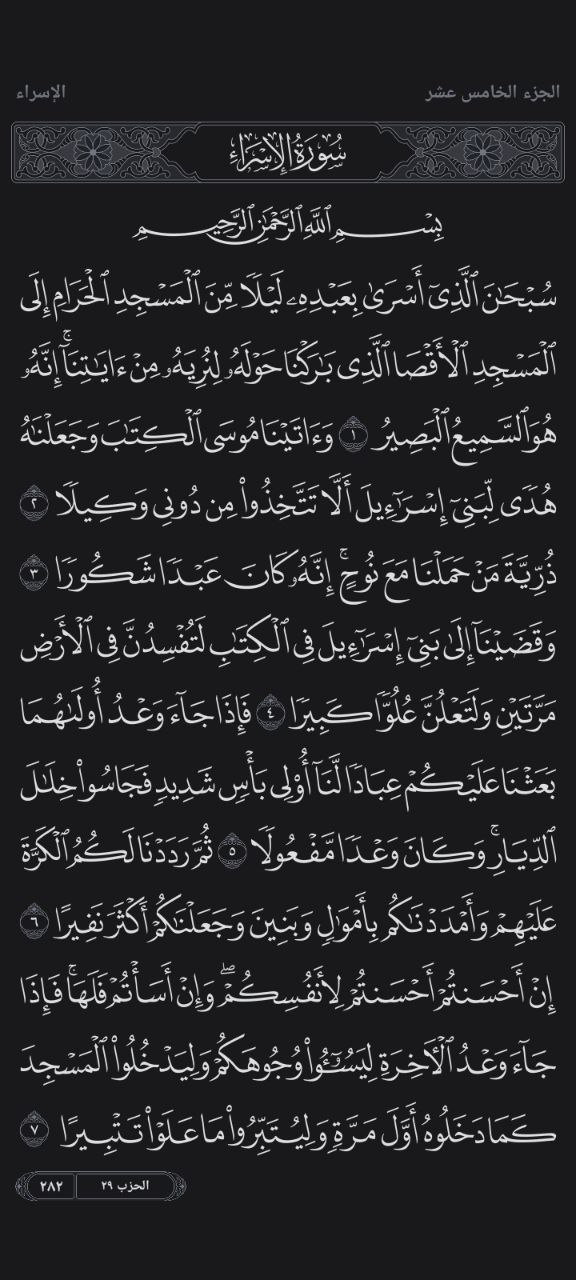 الجزء الخامس عشر
الإسراء
سُورَةُ الإِسْرَاءِ
بِسْمِ ٱللَّهِ ٱلرَّحْمَٰنِ ٱلرَّحِيمِ
سُبْحَٰنَ ٱلَّذِىٓ أَسْرَىٰ بِعَبْدِهِۦ لَيْلًا مِّنَ ٱلْمَسْجِدِ ٱلْحَرَامِ إِلَى
ٱلْمَسْجِدِ ٱلْأَقْصَا ٱلَّذِى بَٰرَكْنَا حَوْلَهُۥ لِنُرِيَهُۥ مِنْ ءَايَٰتِنَآ ۚ إِنَّهُۥ
هُوَ ٱلسَّمِيعُ ٱلْبَصِيرُ ١ وَءَاتَيْنَا مُوسَى ٱلْكِتَٰبَ وَجَعَلْنَٰهُ
هُدًى لِّبَنِىٓ إِسْرَٰٓءِيلَ أَلَّا تَتَّخِذُوا۟ مِن دُونِى وَكِيلًا ٢
ذُرِّيَّةَ مَنْ حَمَلْنَا مَعَ نُوحٍ ۚ إِنَّهُۥ كَانَ عَبْدًا شَكُورًا ٣
وَقَضَيْنَآ إِلَىٰ بَنِىٓ إِسْرَٰٓءِيلَ فِى ٱلْكِتَٰبِ لَتُفْسِدُنَّ فِى ٱلْأَرْضِ
مَرَّتَيْنِ وَلَتَعْلُنَّ عُلُوًّا كَبِيرًا ٤ فَإِذَا جَآءَ وَعْدُ أُولَىٰهُمَا
بَعَثْنَا عَلَيْكُمْ عِبَادًا لَّنَآ أُو۟لِى بَأْسٍ شَدِيدٍ فَجَاسُوا۟ خِلَٰلَ
ٱلدِّيَارِ ۚ وَكَانَ وَعْدًا مَّفْعُولًا ٥ ثُمَّ رَدَدْنَا لَكُمُ ٱلْكَرَّةَ
عَلَيْهِمْ وَأَمْدَدْنَٰكُم بِأَمْوَٰلٍ وَبَنِينَ وَجَعَلْنَٰكُمْ أَكْثَرَ نَفِيرًا ٦
إِنْ أَحْسَنتُمْ أَحْسَنتُمْ لِأَنفُسِكُمْ ۖ وَإِنْ أَسَأْتُمْ فَلَهَا ۚ فَإِذَا
جَآءَ وَعْدُ ٱلْءَاخِرَةِ لِيَسُۥٓـُٔوا۟ وُجُوهَكُمْ وَلِيَدْخُلُوا۟ ٱلْمَسْجِدَ
كَمَا دَخَلُوهُ أَوَّلَ مَرَّةٍ وَلِيُتَبِّرُوا۟ مَا عَلَوْا۟ تَتْبِيرًا ٧
الحزب ٢٩
٢٨٢